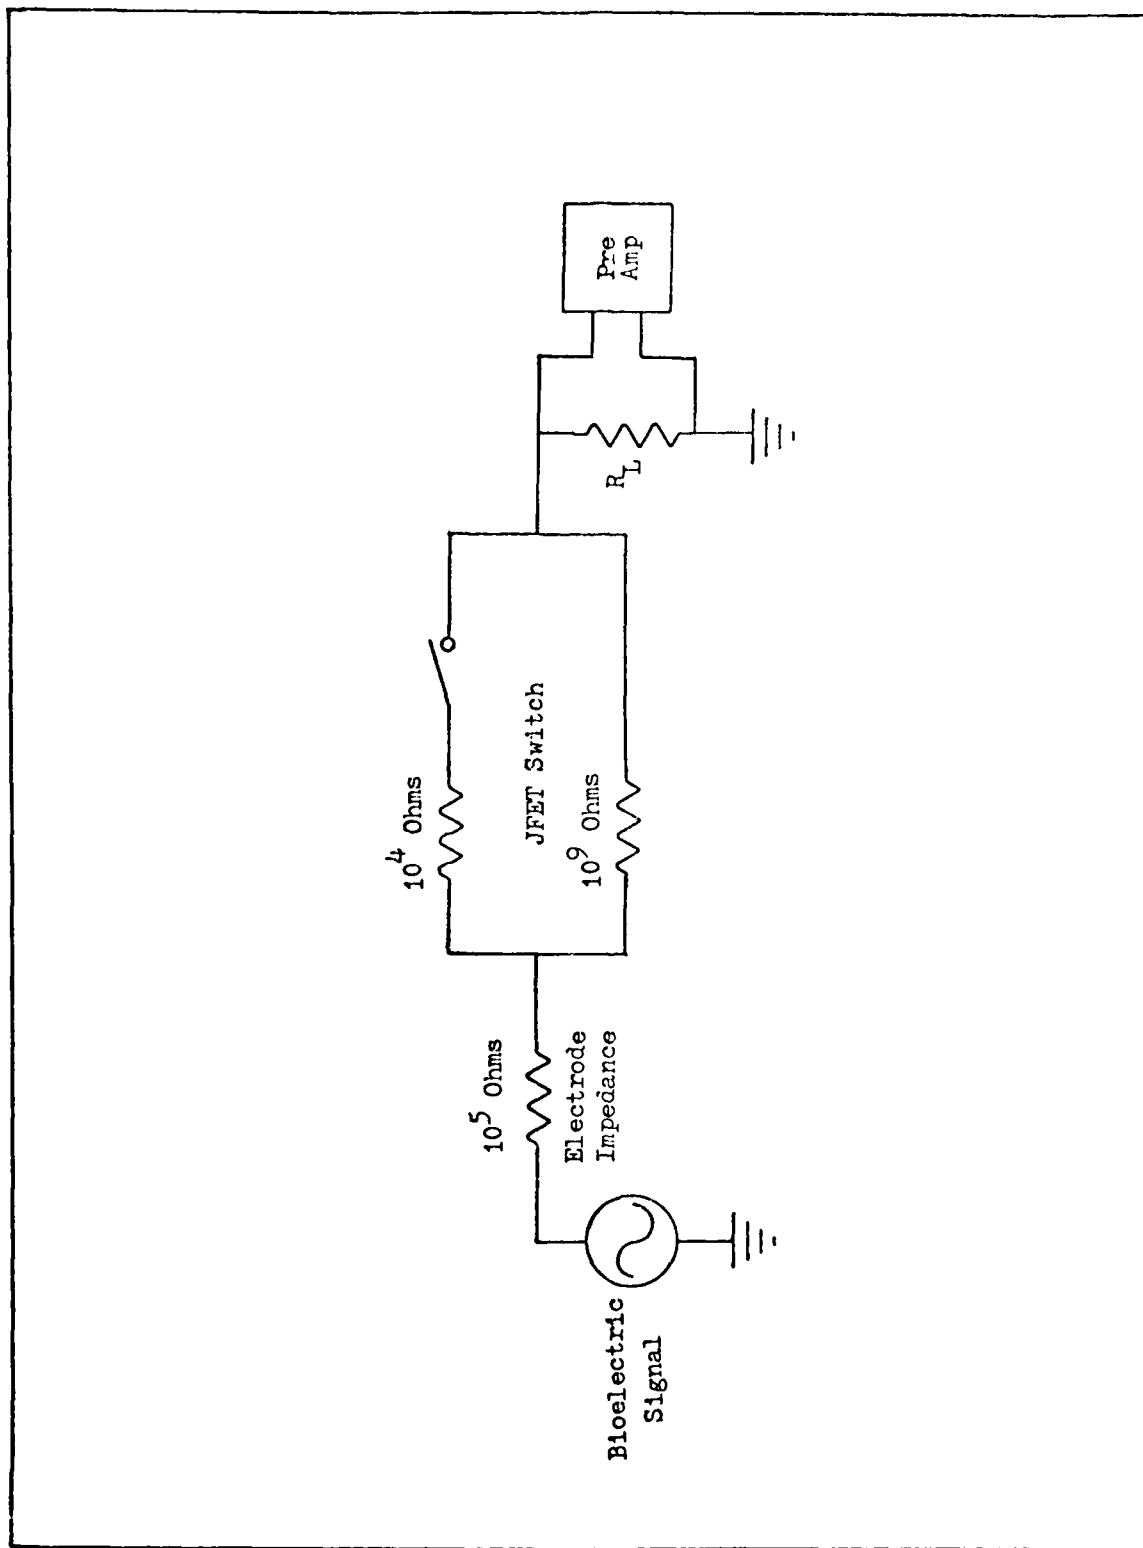 Bioelectric
Signal
10⁵ Ohms
Electrode
Impedance
10⁴ Ohms
JFET Switch
10⁹ Ohms
R_L
Pre
Amp